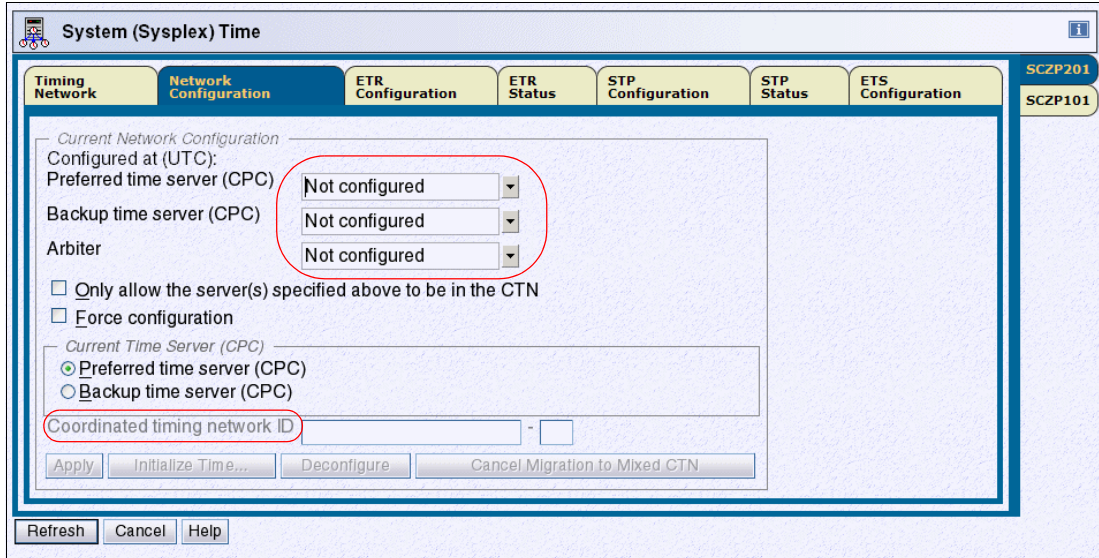 System (Sysplex) Time
i
Timing Network
Network Configuration
ETR Configuration
ETR Status
STP Configuration
STP Status
ETS Configuration
SCZP201
SCZP101
Current Network Configuration
Configured at (UTC):
Preferred time server (CPC) Not configured
Backup time server (CPC) Not configured
Arbiter Not configured
Only allow the server(s) specified above to be in the CTN
Force configuration
Current Time Server (CPC)
Preferred time server (CPC)
Backup time server (CPC)
Coordinated timing network ID -
Apply Initialize Time... Deconfigure Cancel Migration to Mixed CTN
Refresh Cancel Help